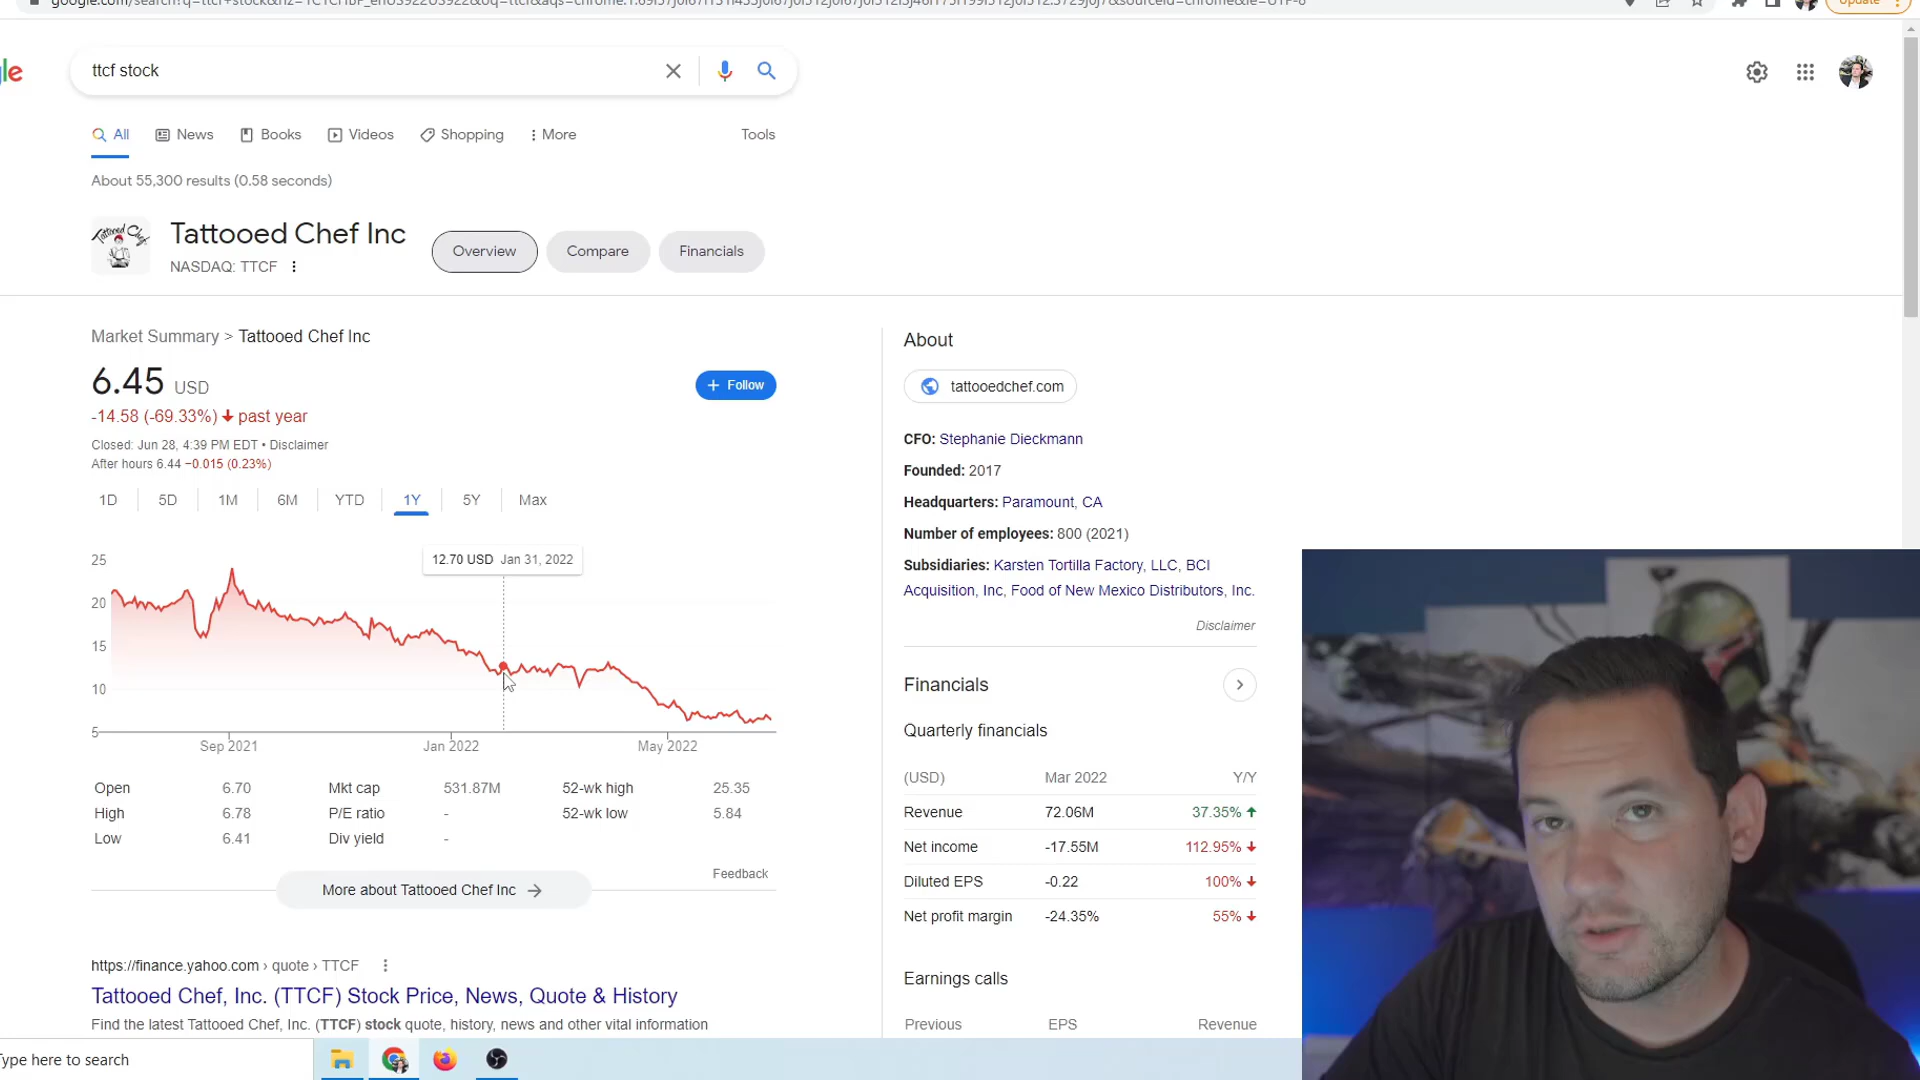 ttcf stock
All
News
Books
Videos
Shopping
More
Tools
About 55,300 results (0.58 seconds)
Tattooed Chef
Tattooed Chef Inc
NASDAQ: TTCF
Overview
Compare
Financials
Market Summary > Tattooed Chef Inc
6.45 USD
-14.58 (-69.33%) past year
Closed: Jun 28, 4:39 PM EDT • Disclaimer
After hours 6.44 −0.015 (0.23%)
+ Follow
1D
5D
1M
6M
YTD
1Y
5Y
Max
12.70 USD Jan 31, 2022
25
20
15
10
5
Sep 2021
Jan 2022
May 2022
Open 6.70 Mkt cap 531.87M 52-wk high 25.35
High 6.78 P/E ratio - 52-wk low 5.84
Low 6.41 Div yield -
Feedback
More about Tattooed Chef Inc
https://finance.yahoo.com › quote › TTCF
Tattooed Chef, Inc. (TTCF) Stock Price, News, Quote & History
Find the latest Tattooed Chef, Inc. (TTCF) stock quote, history, news and other vital information
About
tattooedchef.com
CFO: Stephanie Dieckmann
Founded: 2017
Headquarters: Paramount, CA
Number of employees: 800 (2021)
Subsidiaries: Karsten Tortilla Factory, LLC, BCI
Acquisition, Inc, Food of New Mexico Distributors, Inc.
Disclaimer
Financials
Quarterly financials
(USD) Mar 2022 Y/Y
Revenue 72.06M 37.35%
Net income -17.55M 112.95%
Diluted EPS -0.22 100%
Net profit margin -24.35% 55%
Earnings calls
Previous EPS Revenue
Type here to search